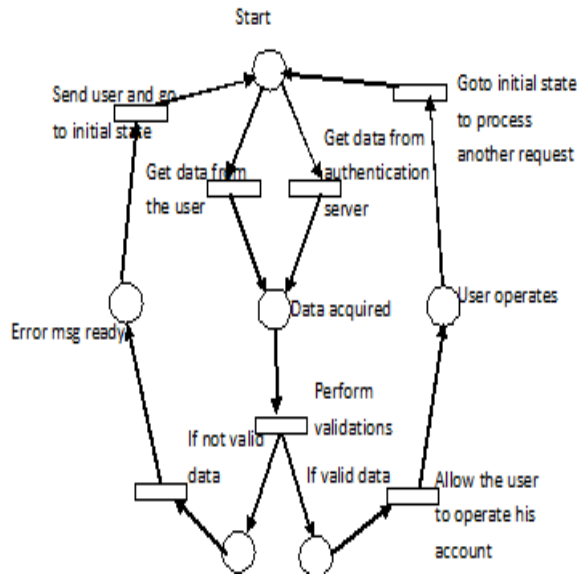 Start
Send user and go
to initial state
Goto initial state
to process
another request
Get data from
authentication
server
Get data from
the user
Error msg ready
Data acquired
User operates
Perform
validations
If not valid
data
If valid data
Allow the user
to operate his
account